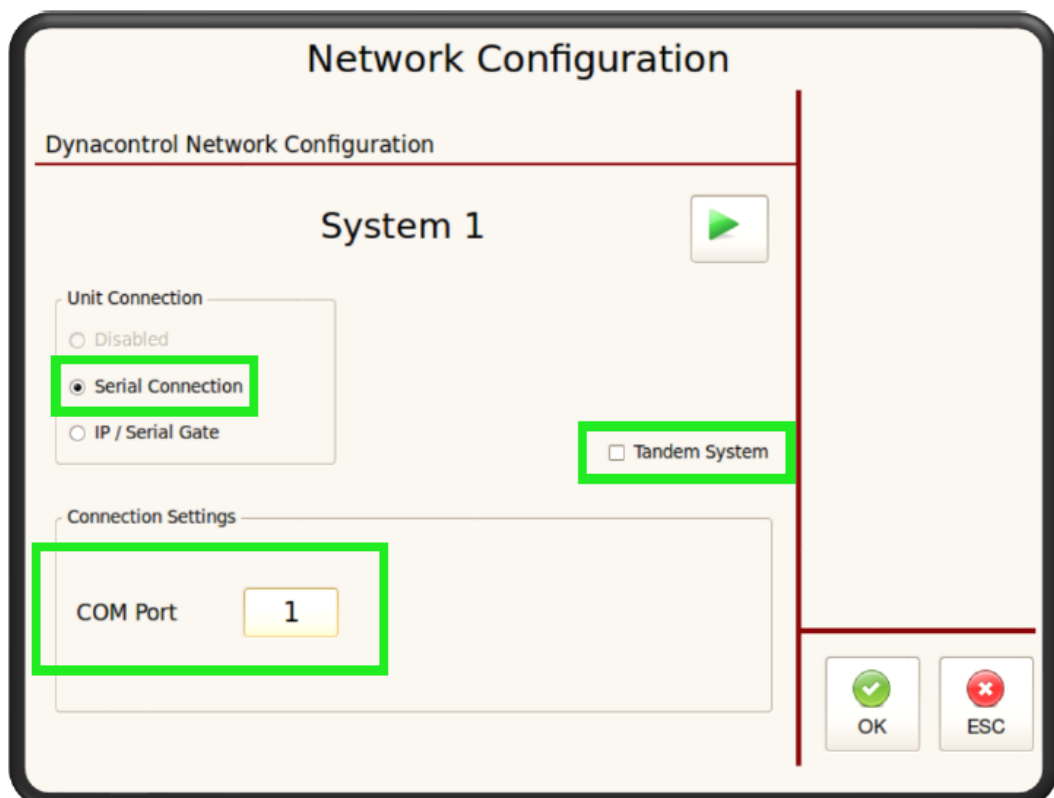 Network Configuration
Dynacontrol Network Configuration
System 1
Unit Connection
Disabled
Serial Connection
IP / Serial Gate
Tandem System
Connection Settings
COM Port 1
OK ESC